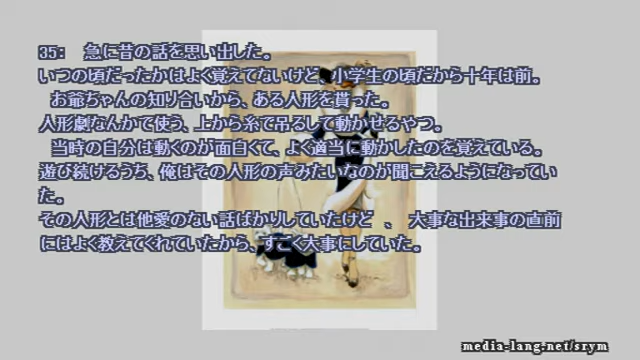 35:　急に昔の話を思い出した。
いつの頃だったかはよく覚えてないけど、小学生の頃だから十年は前。
　お爺ちゃんの知り合いから、ある人形を貰った。
人形劇なんかで使う、上から糸で吊るして動かせるやつ。
　当時の自分は動くのが面白くて、よく適当に動かしたのを覚えている。
遊び続けるうち、俺はその人形の声みたいなのが聞こえるようになってい
た。
その人形とは他愛のない話ばかりしていたけど　、　大事な出来事の直前
にはよく教えてくれていたから、すごく大事にしていた。
media-lang-net/srym